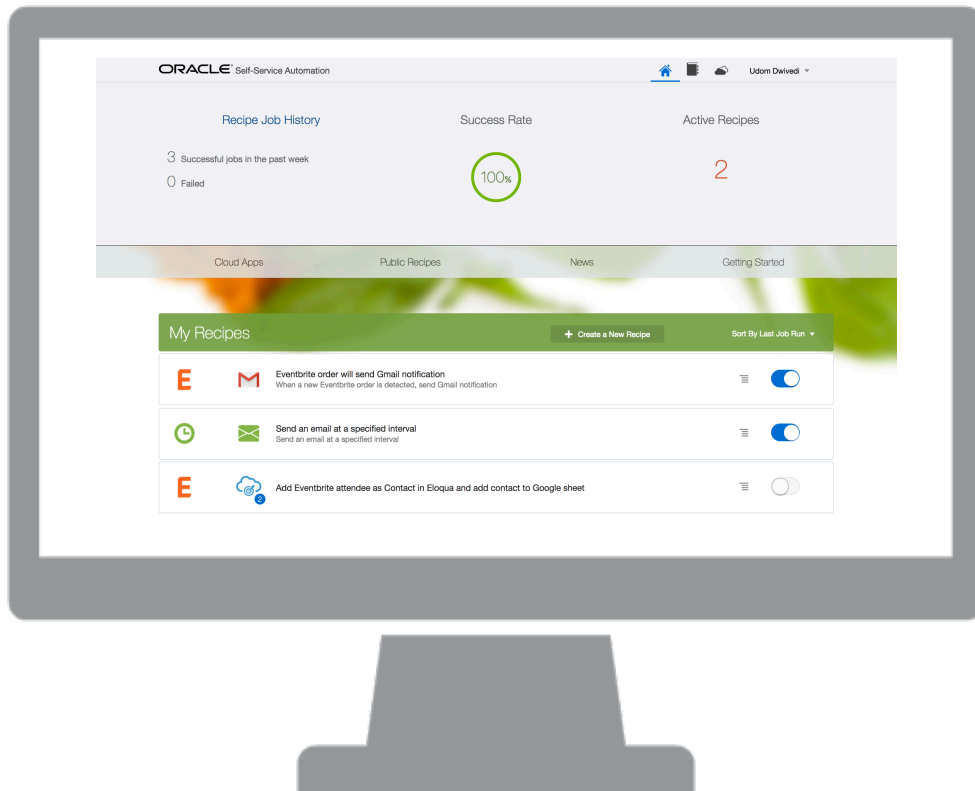 ORACLE® Self-Service Automation
Udom Dwivedi
Recipe Job History
Success Rate
Active Recipes
3 Successful jobs in the past week
0 Failed
100%
2
Cloud Apps
Public Recipes
News
Getting Started
My Recipes
+ Create a New Recipe
Sort By Last Job Run
E
Eventbrite order will send Gmail notification
When a new Eventbrite order is detected, send Gmail notification
Send an email at a specified interval
Send an email at a specified interval
E
2
Add Eventbrite attendee as Contact in Eloqua and add contact to Google sheet